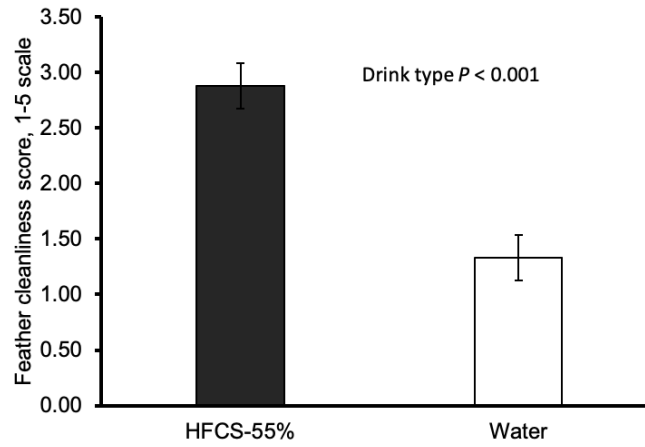 Feather cleanliness score, 1-5 scale
3.50
3.00
2.50
2.00
1.50
1.00
0.50
0.00
Drink type P < 0.001
HFCS-55%
Water